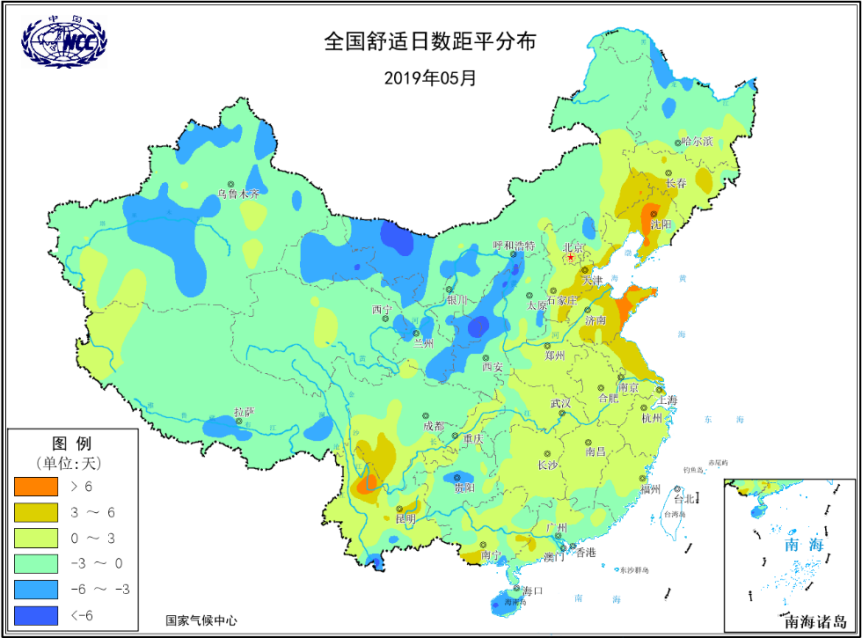 中国
NCC
全国舒适日数距平分布
2019年05月
哈尔滨
长春
乌鲁木齐
沈阳
呼和浩特
北京
渤
天津
海
黄
银川
太原
石家庄
西宁
河
济南
兰州
海
郑州
西安
南京
合肥
上海
武汉
杭州
拉萨
成都
重庆
东 海
南昌
长沙
钓鱼岛
赤尾屿
贵阳
福州
台北
昆明
台湾岛
广州
南宁
澳门
香港
东沙群岛
海口
海南岛
南 海
图 例
(单位:天)
> 6
3 ~ 6
0 ~ 3
-3 ~ 0
-6 ~ -3
<-6
国家气候中心
南 海
南海诸岛